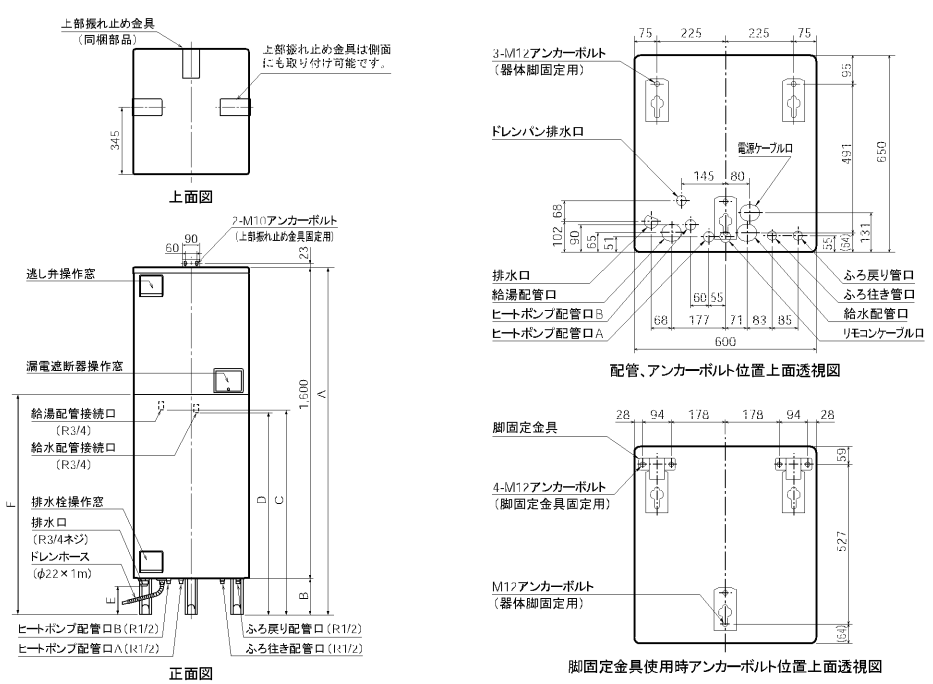 上部振れ止め金具
(同梱部品)
上部振れ止め金具は側面
にも取り付け可能です。
345
上面図
2-M10アンカーボルト
(上部振れ止め金具固定用)
90
60
23
逃し弁操作窓
漏電遮断器操作窓
給湯配管接続口
(R3/4)
給水配管接続口
(R3/4)
排水栓操作窓
排水口
(R3/4ネジ)
ドレンホース
(φ22×1m)
1,600
A
B
C
D
E
F
ヒートポンプ配管口B(R1/2)
ヒートポンプ配管口A(R1/2)
ふろ戻り配管口(R1/2)
ふろ往き配管口(R1/2)
正面図
75
225
225
75
3-M12アンカーボルト
(器体脚固定用)
ドレンパン排水口
電源ケーブル口
95
491
650
145
80
68
102
90
65
51
55
(64)
131
排水口
給湯配管口
ヒートポンプ配管口B
ヒートポンプ配管口A
ふろ戻り管口
ふろ往き管口
給水配管口
リモコンケーブル口
60
55
68
177
71
83
85
600
配管、アンカーボルト位置上面透視図
28
94
178
178
94
28
脚固定金具
4-M12アンカーボルト
(脚固定金具固定用)
M12アンカーボルト
(器体脚固定用)
59
527
(64)
脚固定金具使用時アンカーボルト位置上面透視図